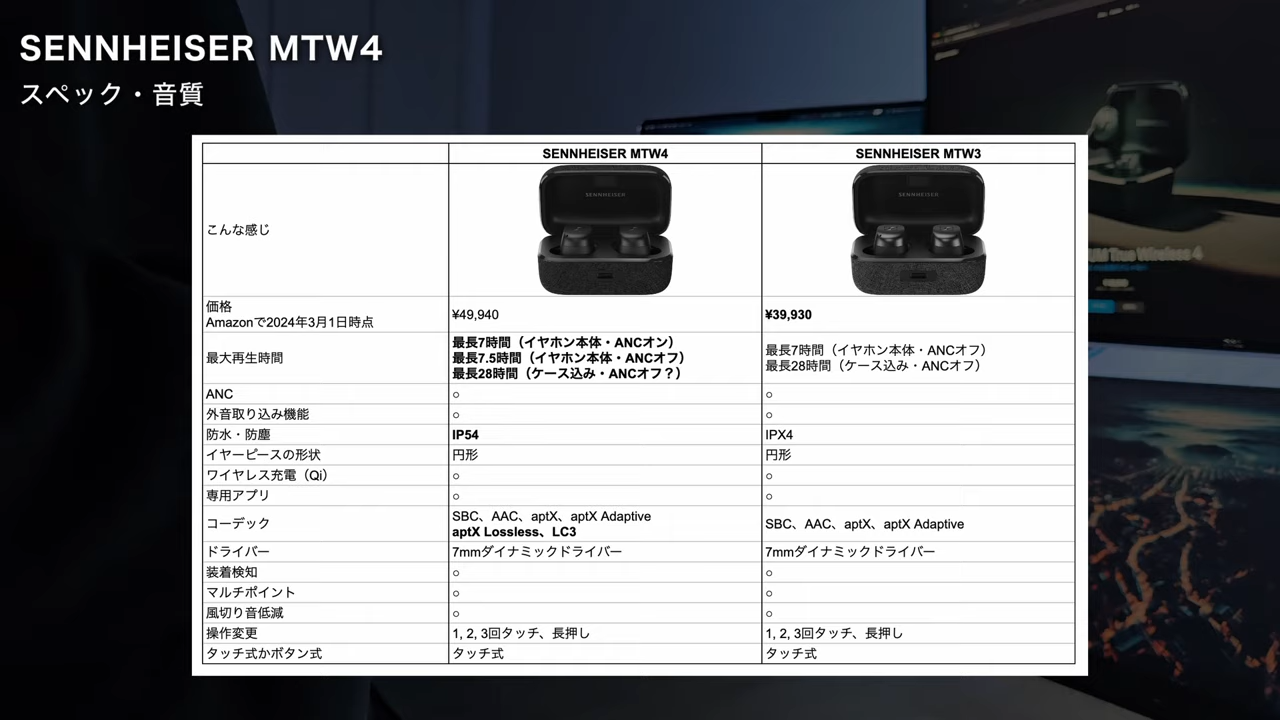 SENNHEISER MTW4
スペック・音質
SENNHEISER MTW4 SENNHEISER MTW3
こんな感じ
SENNHEISER SENNHEISER
価格
Amazonで2024年3月1日時点 ¥49,940 ¥39,930
最大再生時間
最長7時間（イヤホン本体・ANCオン）
最長7.5時間（イヤホン本体・ANCオフ）
最長28時間（ケース込み・ANCオフ？）
最長7時間（イヤホン本体・ANCオフ）
最長28時間（ケース込み・ANCオフ）
ANC ○ ○
外音取り込み機能 ○ ○
防水・防塵 IP54 IPX4
イヤーピースの形状 円形 円形
ワイヤレス充電（Qi） ○ ○
専用アプリ ○ ○
コーデック
SBC、AAC、aptX、aptX Adaptive
aptX Lossless、LC3
SBC、AAC、aptX、aptX Adaptive
ドライバー 7mmダイナミックドライバー 7mmダイナミックドライバー
装着検知 ○ ○
マルチポイント ○ ○
風切り音低減 ○ ○
操作変更 1, 2, 3回タッチ、長押し 1, 2, 3回タッチ、長押し
タッチ式かボタン式 タッチ式 タッチ式
True Wireless 4